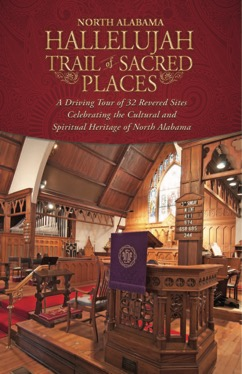 NORTH ALABAMA
HALLELUJAH
TRAIL of SACRED
PLACES
A Driving Tour of 32 Revered Sites
Celebrating the Cultural and
Spiritual Heritage of North Alabama